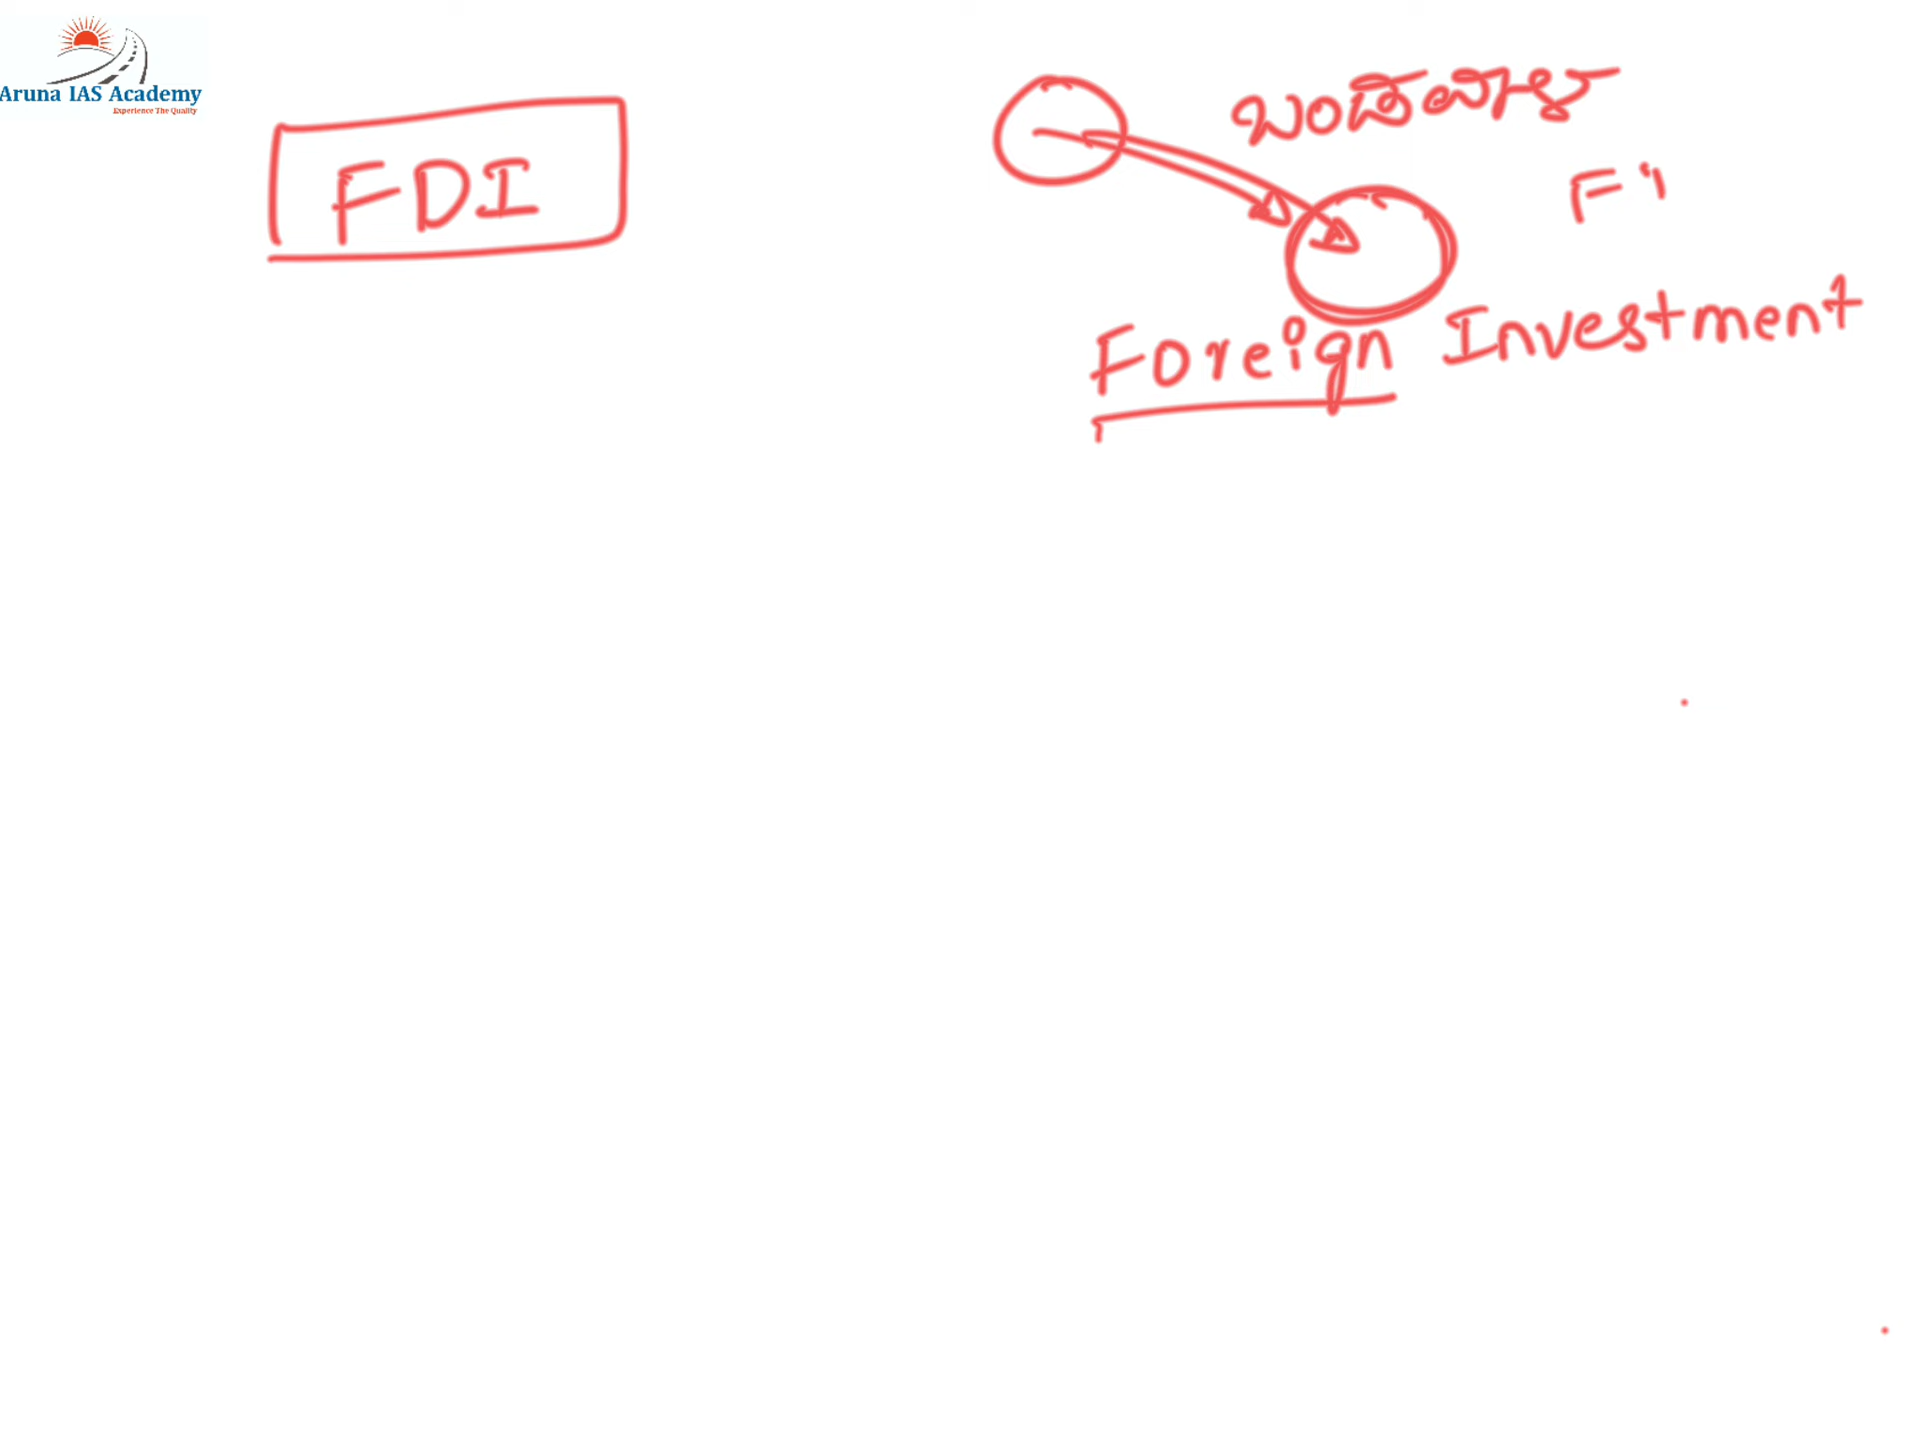 Aruna IAS Academy
Experience The Quality
FDI
ಬಂಡವಾಳ
Foreign Investment